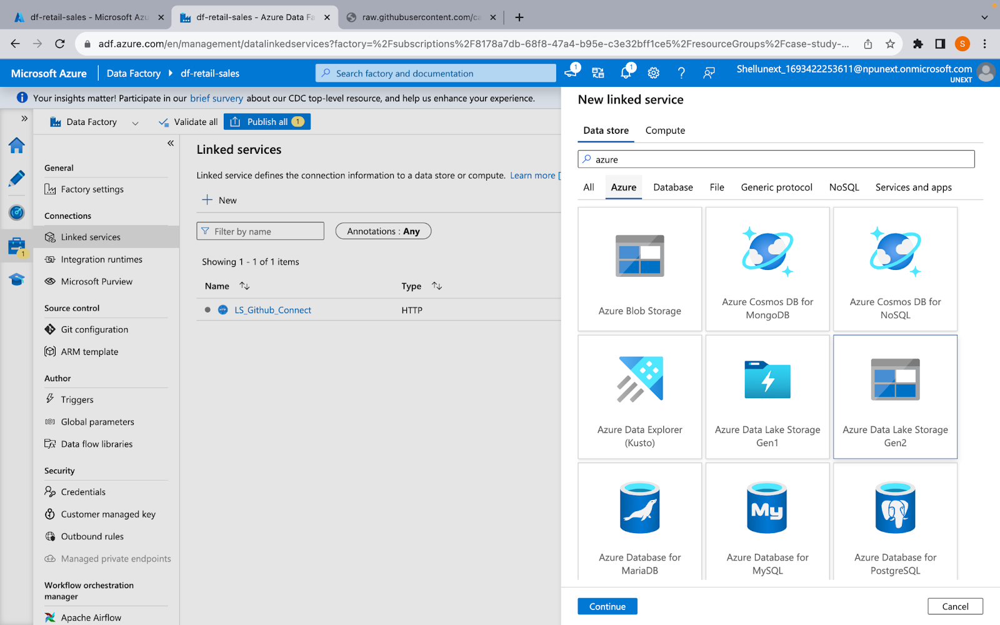 df-retail-sales - Microsoft Azu
df-retail-sales - Azure Data Fa
raw.githubusercontent.com/ca
adf.azure.com/en/management/datalinkedservices?factory=%2Fsubscriptions%2F8178a7db-68f8-47a4-b95e-c3e32bff1ce5%2FresourceGroups%2Fcase-study-...
S
Microsoft Azure
Data Factory
df-retail-sales
Search factory and documentation
1
1
Shellunext_1693422253611@npunext.onmicrosoft.com
UNEXT
Your insights matter! Participate in our brief survery about our CDC top-level resource, and help us enhance your experience.
Data Factory
Validate all
Publish all 1
1
General
Factory settings
Connections
Linked services
Integration runtimes
Microsoft Purview
Source control
Git configuration
ARM template
Author
Triggers
Global parameters
Data flow libraries
Security
Credentials
Customer managed key
Outbound rules
Managed private endpoints
Workflow orchestration
manager
Apache Airflow
Linked services
Linked service defines the connection information to a data store or compute. Learn more
New
Filter by name
Annotations : Any
Showing 1 - 1 of 1 items
Name
Type
LS_Github_Connect
HTTP
New linked service
Data store
Compute
azure
All
Azure
Database
File
Generic protocol
NoSQL
Services and apps
Azure Blob Storage
Azure Cosmos DB for
MongoDB
Azure Cosmos DB for
NoSQL
Azure Data Explorer
(Kusto)
Azure Data Lake Storage
Gen1
Azure Data Lake Storage
Gen2
Azure Database for
MariaDB
My
Azure Database for
MySQL
Azure Database for
PostgreSQL
Continue
Cancel